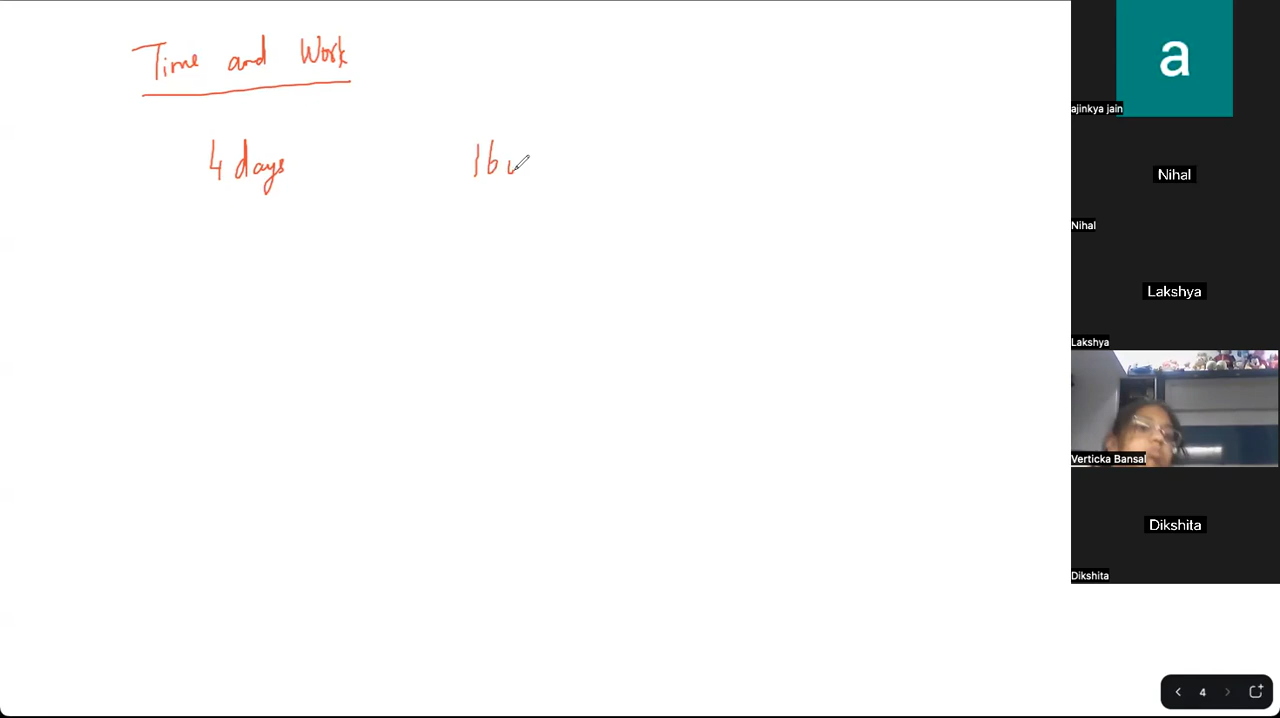 Time and Work
4 days
16
a
ajinkya jain
Nihal
Nihal
Lakshya
Lakshya
Verticka Bansal
Dikshita
Dikshita
4